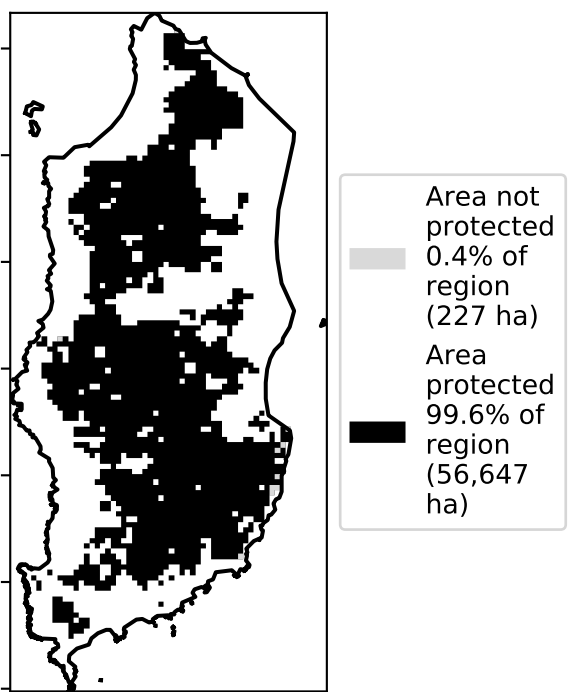 Area not
protected
0.4% of
region
(227 ha)
Area
protected
99.6% of
region
(56,647
ha)